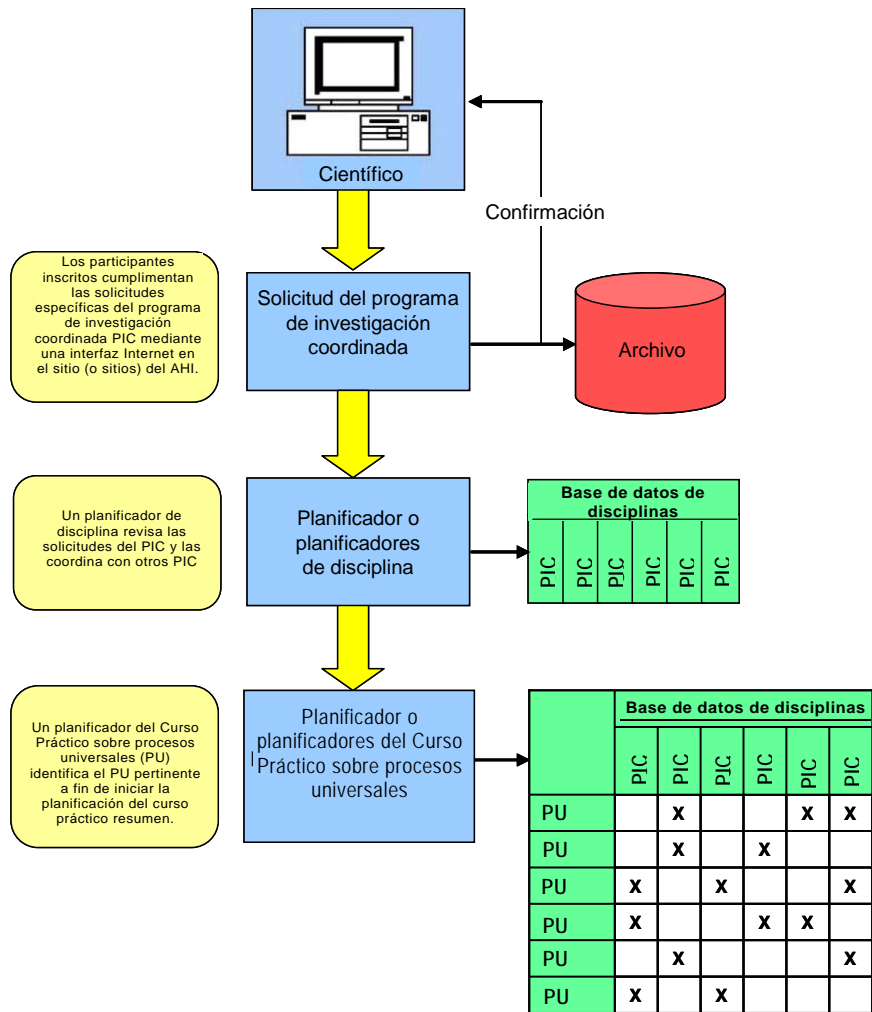 Científico
Confirmación
Los participantes
inscritos cumplimentan
las solicitudes
específicas del programa
de investigación
coordinada PIC mediante
una interfaz Internet en
el sitio (o sitios) del AHI.
Solicitud del programa
de investigación
coordinada
Archivo
Un planificador de
disciplina revisa las
solicitudes del PIC y las
coordina con otros PIC
Planificador o
planificadores
de disciplina
Base de datos de
disciplinas
PIC PIC PIC PIC PIC PIC
Un planificador del Curso
Práctico sobre procesos
universales (PU)
identifica el PU pertinente
a fin de iniciar la
planificación del curso
práctico resumen.
Planificador o
planificadores del Curso
Práctico sobre procesos
universales
Base de datos de disciplinas
PIC PIC PIC PIC PIC PIC
PU X X X
PU X X
PU X X X
PU X X X
PU X X
PU X X